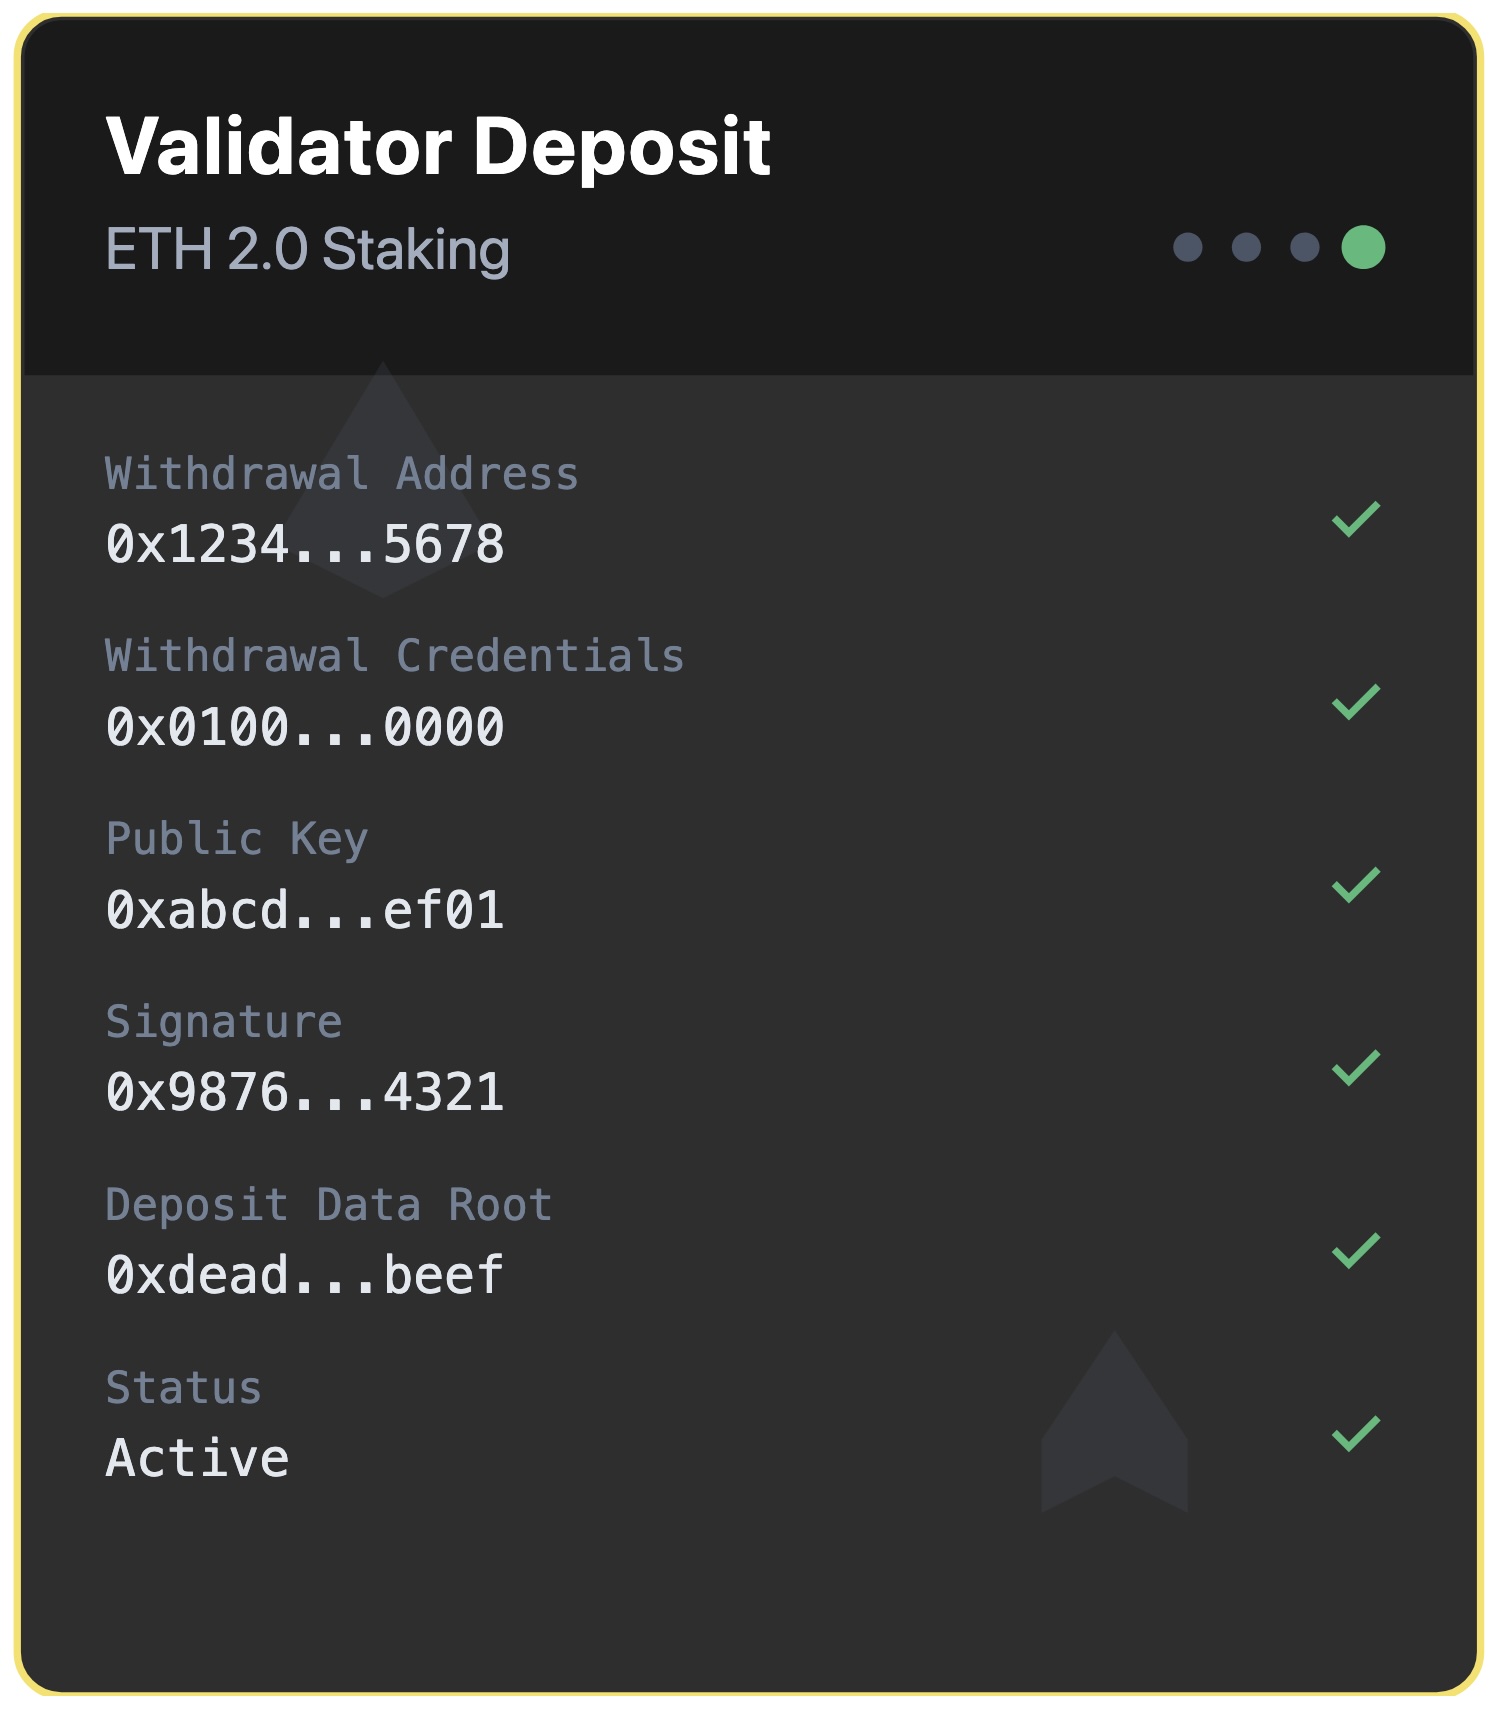 Validator Deposit
ETH 2.0 Staking
Withdrawal Address
0x1234...5678
Withdrawal Credentials
0x0100...0000
Public Key
0xabcd...ef01
Signature
0x9876...4321
Deposit Data Root
0xdead...beef
Status
Active